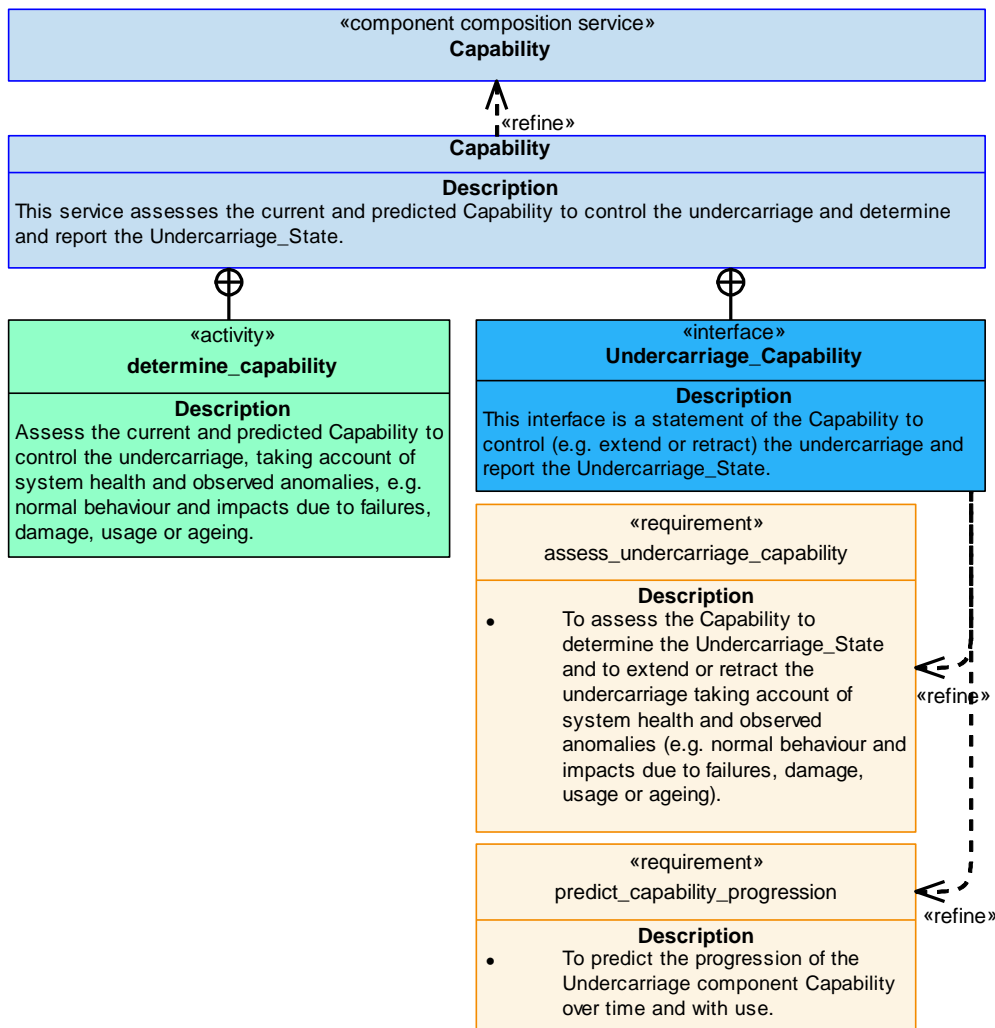 «component composition service»
Capability
«refine»
Capability
Description
This service assesses the current and predicted Capability to control the undercarriage and determine
and report the Undercarriage_State.
«activity»
determine_capability
Description
Assess the current and predicted Capability to
control the undercarriage, taking account of
system health and observed anomalies, e.g.
normal behaviour and impacts due to failures,
damage, usage or ageing.
«interface»
Undercarriage_Capability
Description
This interface is a statement of the Capability to
control (e.g. extend or retract) the undercarriage and
report the Undercarriage_State.
«requirement»
assess_undercarriage_capability
Description
• To assess the Capability to
determine the Undercarriage_State
and to extend or retract the
undercarriage taking account of
system health and observed
anomalies (e.g. normal behaviour and
impacts due to failures, damage,
usage or ageing).
«refine»
«requirement»
predict_capability_progression
Description
• To predict the progression of the
Undercarriage component Capability
over time and with use.
«refine»